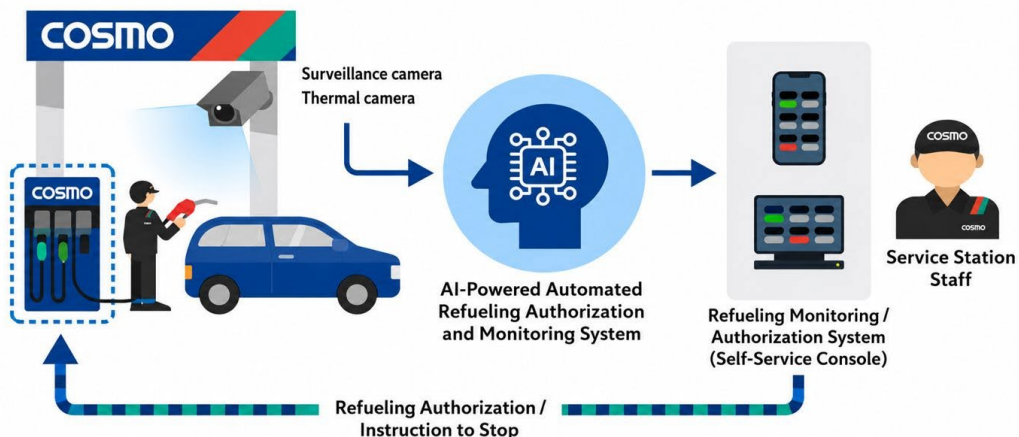 COSMO
Surveillance camera
Thermal camera
COSMO
AI
COSMO
COSMO
AI-Powered Automated
Refueling Authorization
and Monitoring System
Refueling Monitoring /
Authorization System
(Self-Service Console)
Service Station
Staff
Refueling Authorization /
Instruction to Stop